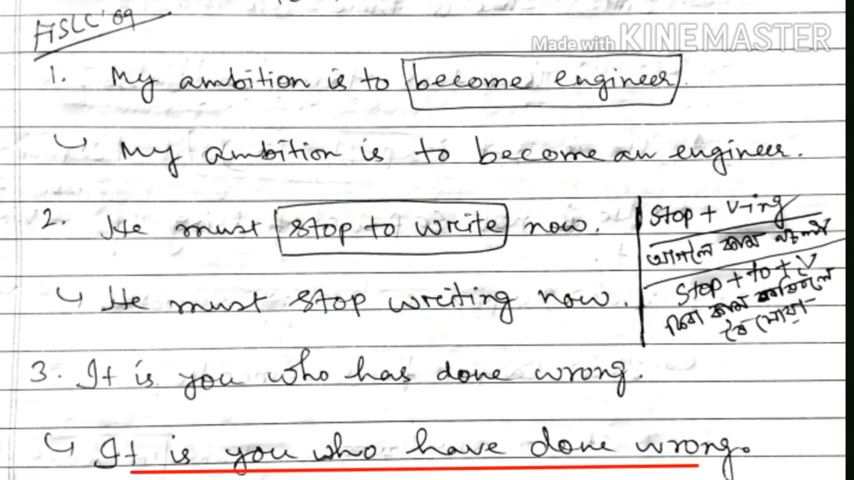 HSLC'09
Made with KINEMASTER
1. My ambition is to become engineer.
↳ My ambition is to become an engineer.
2. He must stop to write now.
↳ He must stop writing now.
Stop + Ving
Stop + to + V
3. It is you who has done wrong.
↳ It is you who have done wrong.